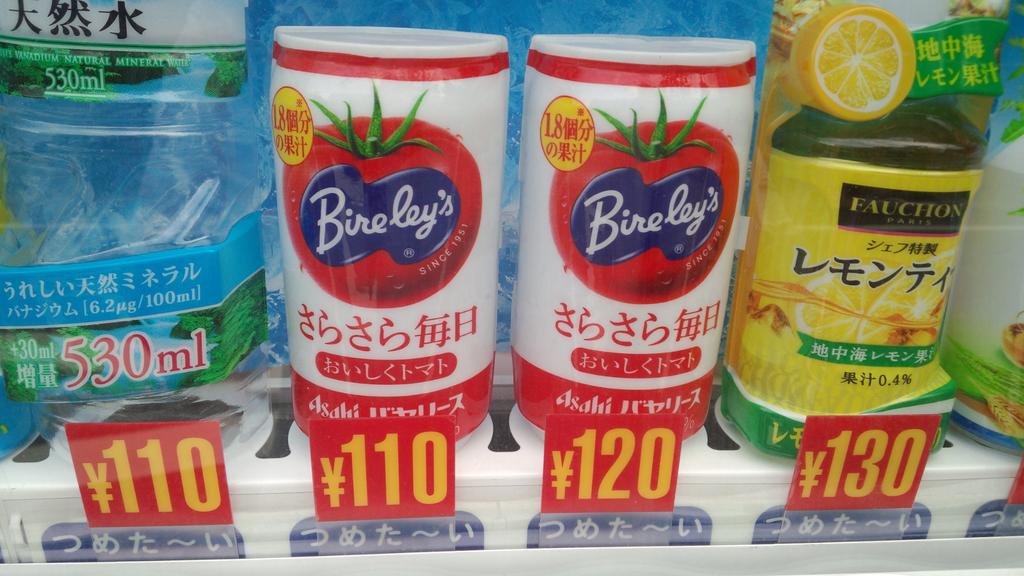 天然水
VANADIUM NATURAL MINERAL WATER
530ml
うれしい天然ミネラル
バナジウム[6.2μg/100ml]
+30ml
増量
530ml
※
1.8個分
の果汁
Bireley's
®
SINCE 1951
さらさら毎日
おいしくトマト
Asahi バヤリース
※
1.8個分
の果汁
Bireley's
®
SINCE 1951
さらさら毎日
おいしくトマト
Asahi バヤリース
%
地中海
レモン果汁
FAUCHON
PARIS
シェフ特製
レモンティ
地中海レモン果汁
果汁0.4%
レモ
¥110
¥110
¥120
¥130
つめた～い
つめた～い
つめた～い
つめた～い
つめ